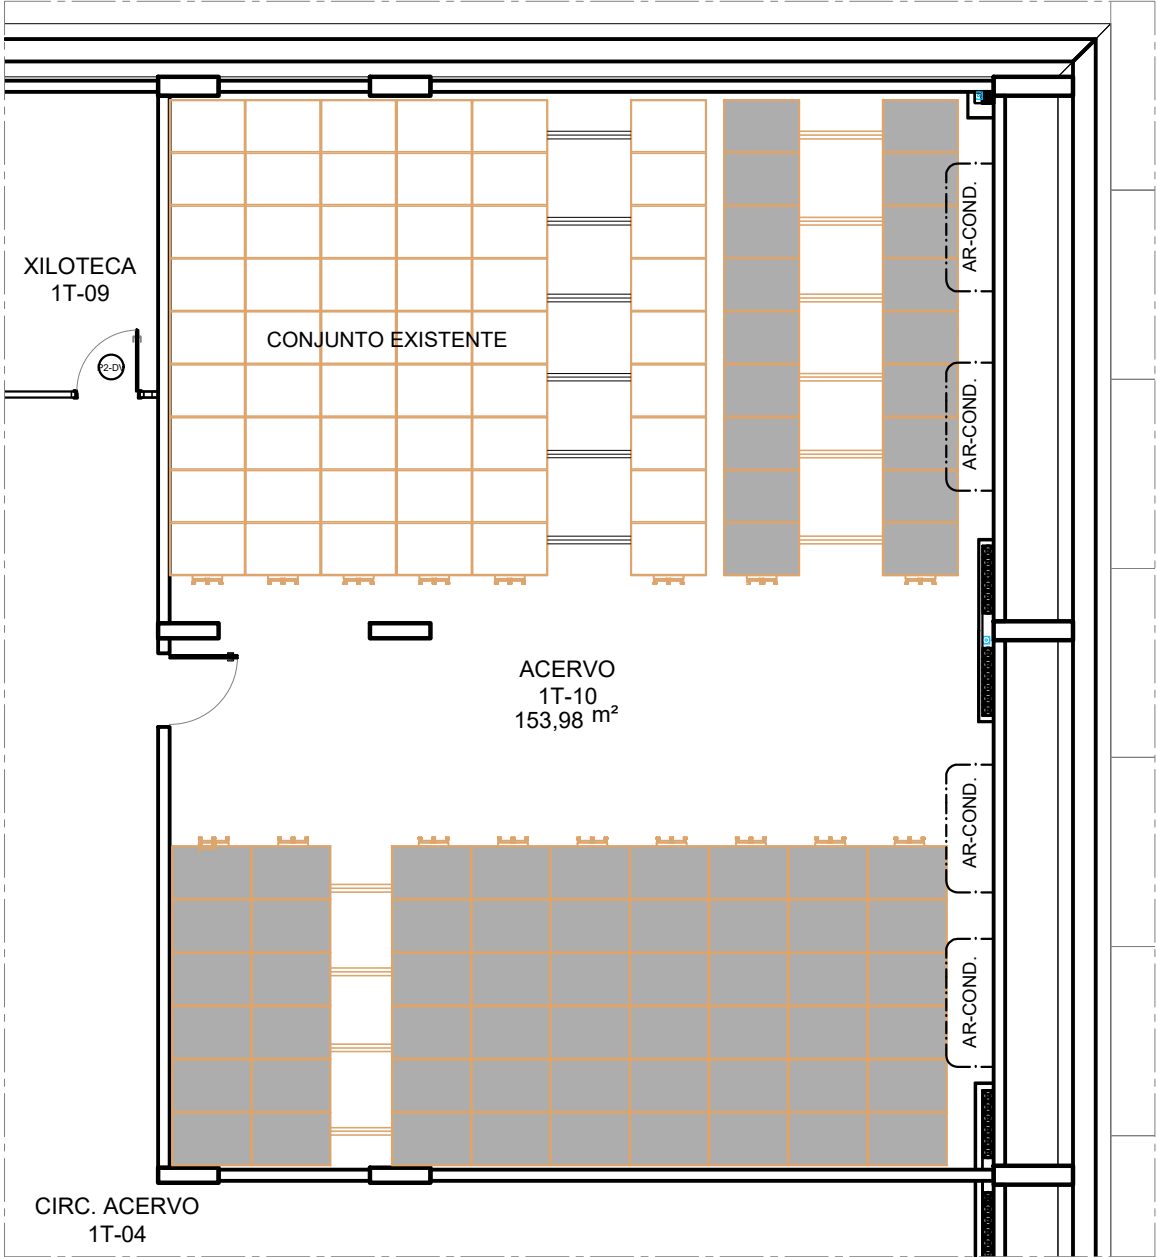 AR-COND.
XILOTECA
1T-09
CONJUNTO EXISTENTE
P2-DV
AR-COND.
ACERVO
1T-10
153,98 m²
AR-COND.
AR-COND.
CIRC. ACERVO
1T-04